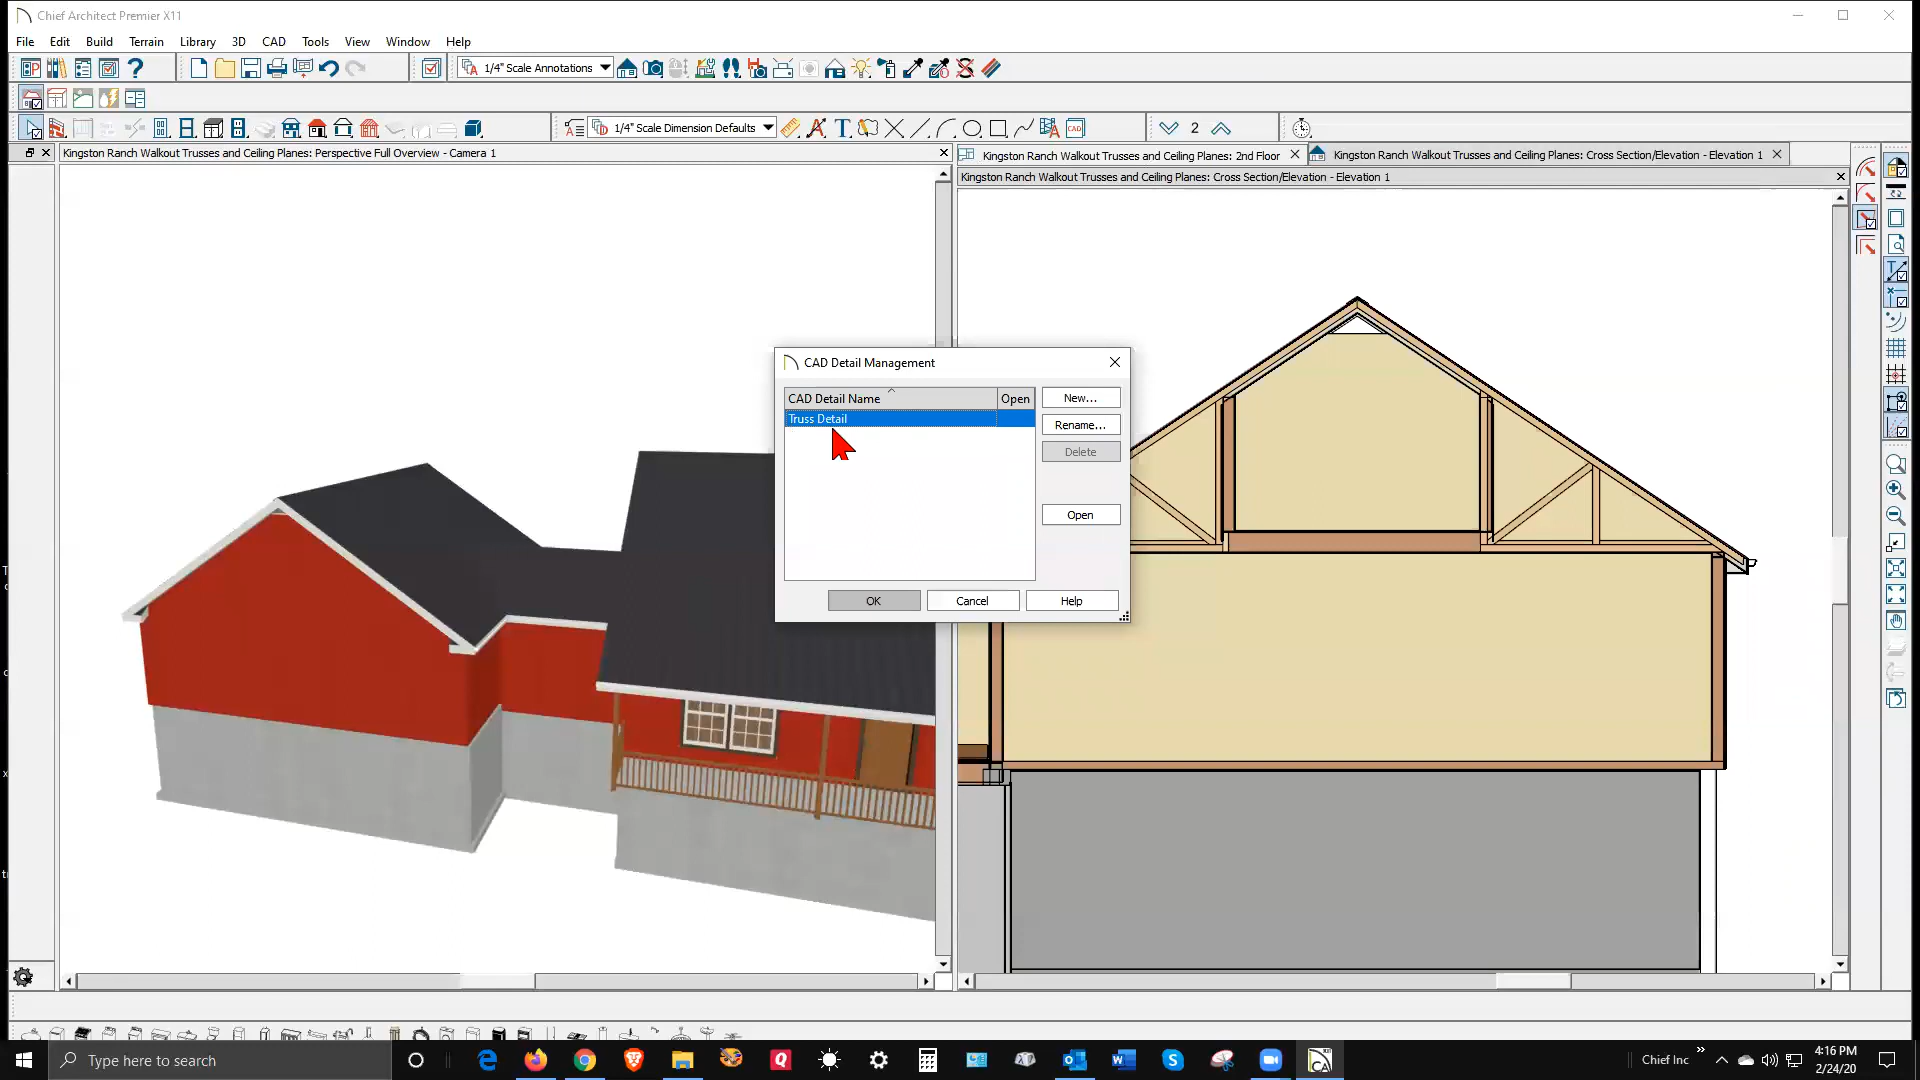 Chief Architect Premier X11
File Edit Build Terrain Library 3D CAD Tools View Window Help
1/4" Scale Annotations
1/4" Scale Dimension Defaults
2
Kingston Ranch Walkout Trusses and Ceiling Planes: Perspective Full Overview - Camera 1
Kingston Ranch Walkout Trusses and Ceiling Planes: 2nd Floor
Kingston Ranch Walkout Trusses and Ceiling Planes: Cross Section/Elevation - Elevation 1
Kingston Ranch Walkout Trusses and Ceiling Planes: Cross Section/Elevation - Elevation 1
CAD Detail Management
CAD Detail Name Open
Truss Detail
New...
Rename...
Delete
Open
OK Cancel Help
Type here to search
Chief Inc
4:16 PM
2/24/20